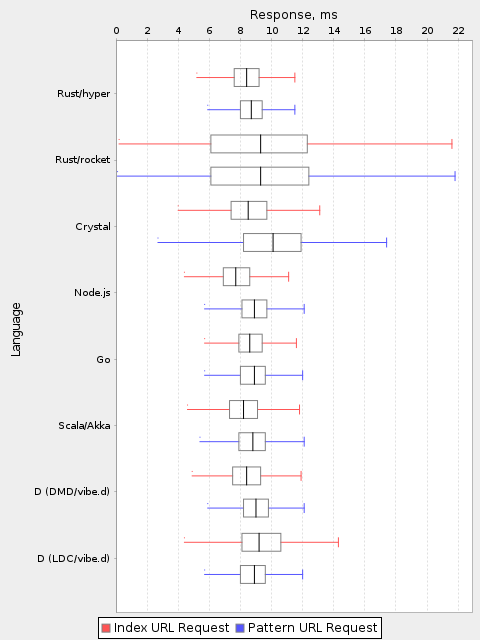 Response, ms
0 2 4 6 8 10 12 14 16 18 20 22
Language
Rust/hyper
Rust/rocket
Crystal
Node.js
Go
Scala/Akka
D (DMD/vibe.d)
D (LDC/vibe.d)
Index URL Request Pattern URL Request